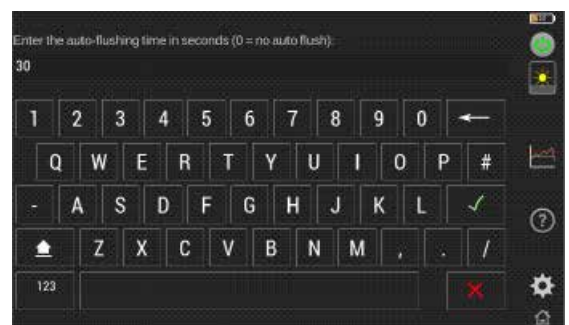 Enter the auto-flushing time in seconds (0 = no auto flush):
30
1 2 3 4 5 6 7 8 9 0
Q W E R T Y U I O P #
- A S D F G H J K L
Z X C V B N M , . /
123
?